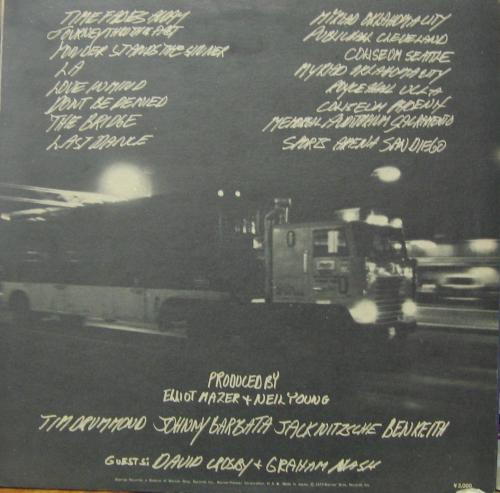 TIME FADES AWAY MYRIAD OKLAHOMA CITY
JOURNEY THRU THE PAST PUBLIC HALL CLEVELAND
YONDER STANDS THE SINNER COLISEUM SEATTLE
LA MYRIAD OKLAHOMA CITY
LOVE IN MIND ROYCE HALL UCLA
DON'T BE DENIED COLISEUM PHOENIX
THE BRIDGE MEMORIAL AUDITORIUM SACRAMENTO
LAST DANCE SPORTS ARENA SAN DIEGO
PRODUCED BY
ELLIOT MAZER + NEIL YOUNG
TIM DRUMMOND JOHNNY BARBATA JACK NITZSCHE BEN KEITH
GUESTS: DAVID CROSBY + GRAHAM NASH